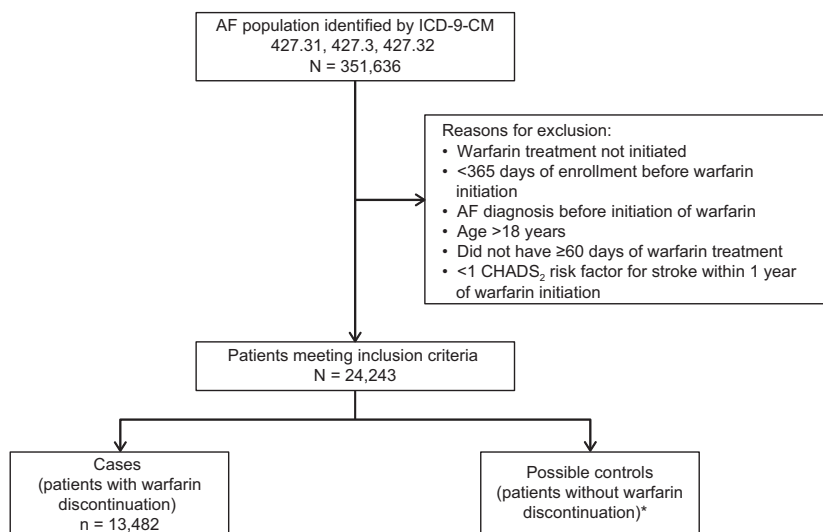 AF population identified by ICD-9-CM
427.31, 427.3, 427.32
N = 351,636
Reasons for exclusion:
• Warfarin treatment not initiated
• <365 days of enrollment before warfarin
initiation
• AF diagnosis before initiation of warfarin
• Age >18 years
• Did not have ≥60 days of warfarin treatment
• <1 CHADS₂ risk factor for stroke within 1 year
of warfarin initiation
Patients meeting inclusion criteria
N = 24,243
Cases
(patients with warfarin
discontinuation)
n = 13,482
Possible controls
(patients without warfarin
discontinuation)*